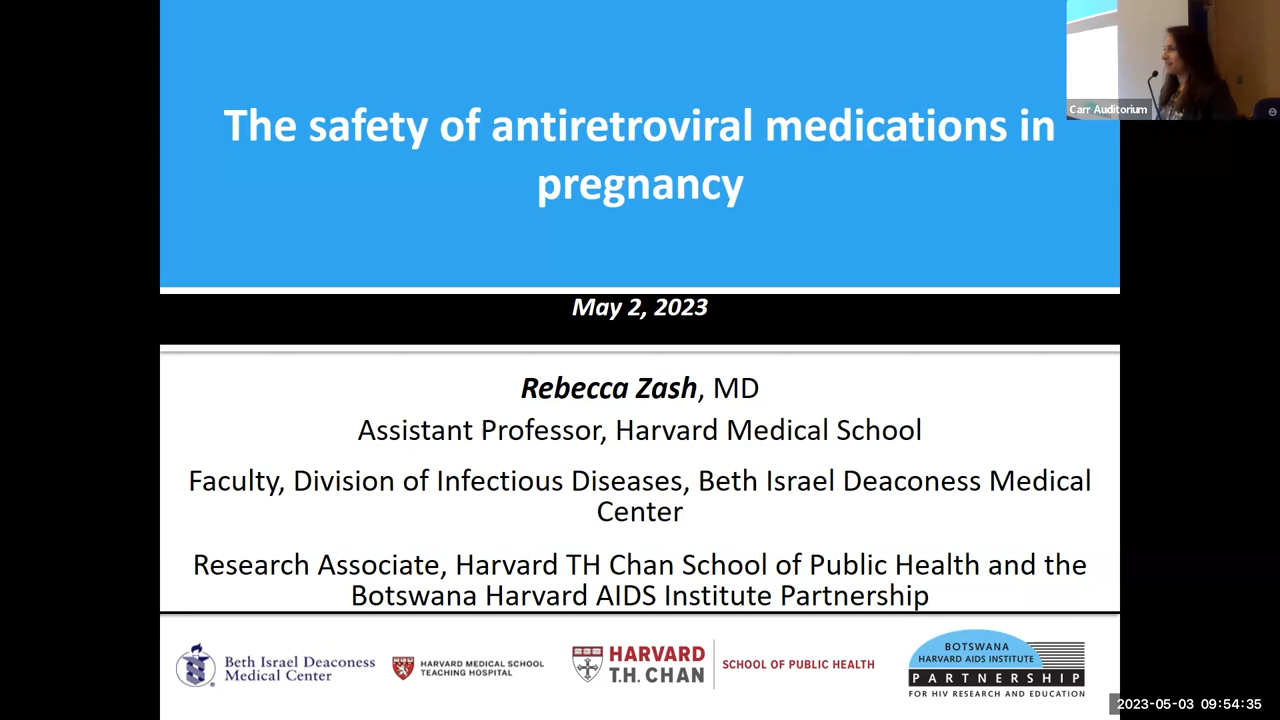 The safety of antiretroviral medications in
pregnancy
Carr Auditorium
May 2, 2023
Rebecca Zash, MD
Assistant Professor, Harvard Medical School
Faculty, Division of Infectious Diseases, Beth Israel Deaconess Medical
Center
Research Associate, Harvard TH Chan School of Public Health and the
Botswana Harvard AIDS Institute Partnership
Beth Israel Deaconess
Medical Center
HARVARD MEDICAL SCHOOL
TEACHING HOSPITAL
HARVARD
T.H. CHAN
SCHOOL OF PUBLIC HEALTH
BOTSWANA
HARVARD AIDS INSTITUTE
PARTNERSHIP
FOR HIV RESEARCH AND EDUCATION
2023-05-03 09:54:35